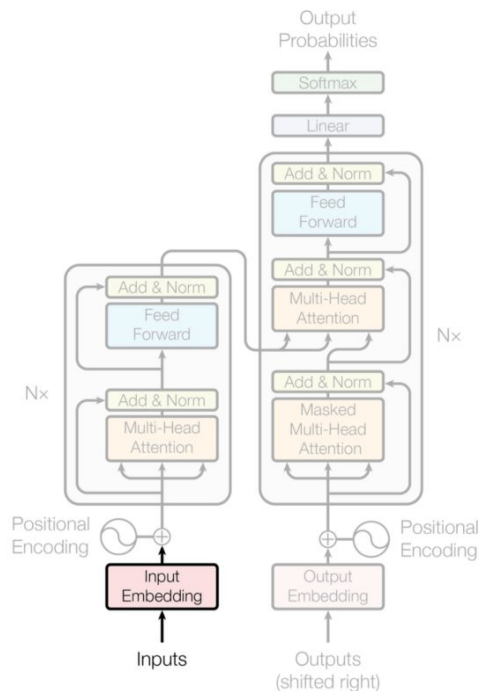 Output
Probabilities
Softmax
Linear
Add & Norm
Feed
Forward
Add & Norm
Multi-Head
Attention
Add & Norm
Masked
Multi-Head
Attention
Nx
Add & Norm
Feed
Forward
Add & Norm
Multi-Head
Attention
Nx
Positional
Encoding
Positional
Encoding
Input
Embedding
Output
Embedding
Inputs
Outputs
(shifted right)